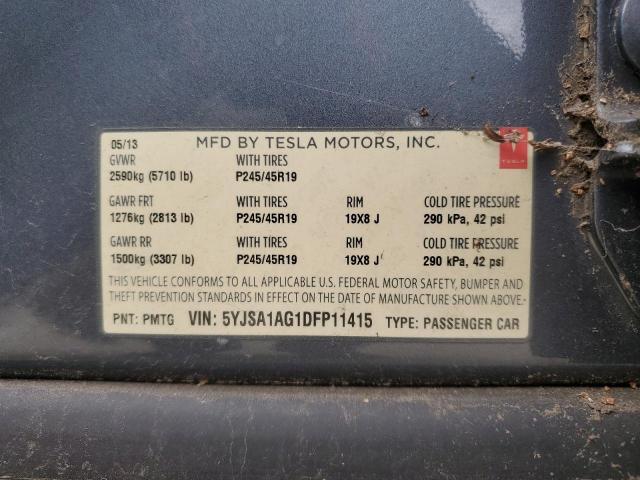 05/13 MFD BY TESLA MOTORS, INC.
GVWR WITH TIRES
2590kg (5710 lb) P245/45R19
GAWR FRT WITH TIRES RIM COLD TIRE PRESSURE
1276kg (2813 lb) P245/45R19 19X8 J 290 kPa, 42 psi
GAWR RR WITH TIRES RIM COLD TIRE PRESSURE
1500kg (3307 lb) P245/45R19 19X8 J 290 kPa, 42 psi
THIS VEHICLE CONFORMS TO ALL APPLICABLE U.S. FEDERAL MOTOR SAFETY, BUMPER AND
THEFT PREVENTION STANDARDS IN EFFECT ON THE DATE OF MANUFACTURE SHOWN ABOVE.
PNT: PMTG VIN: 5YJSA1AG1DFP11415 TYPE: PASSENGER CAR
TESLA